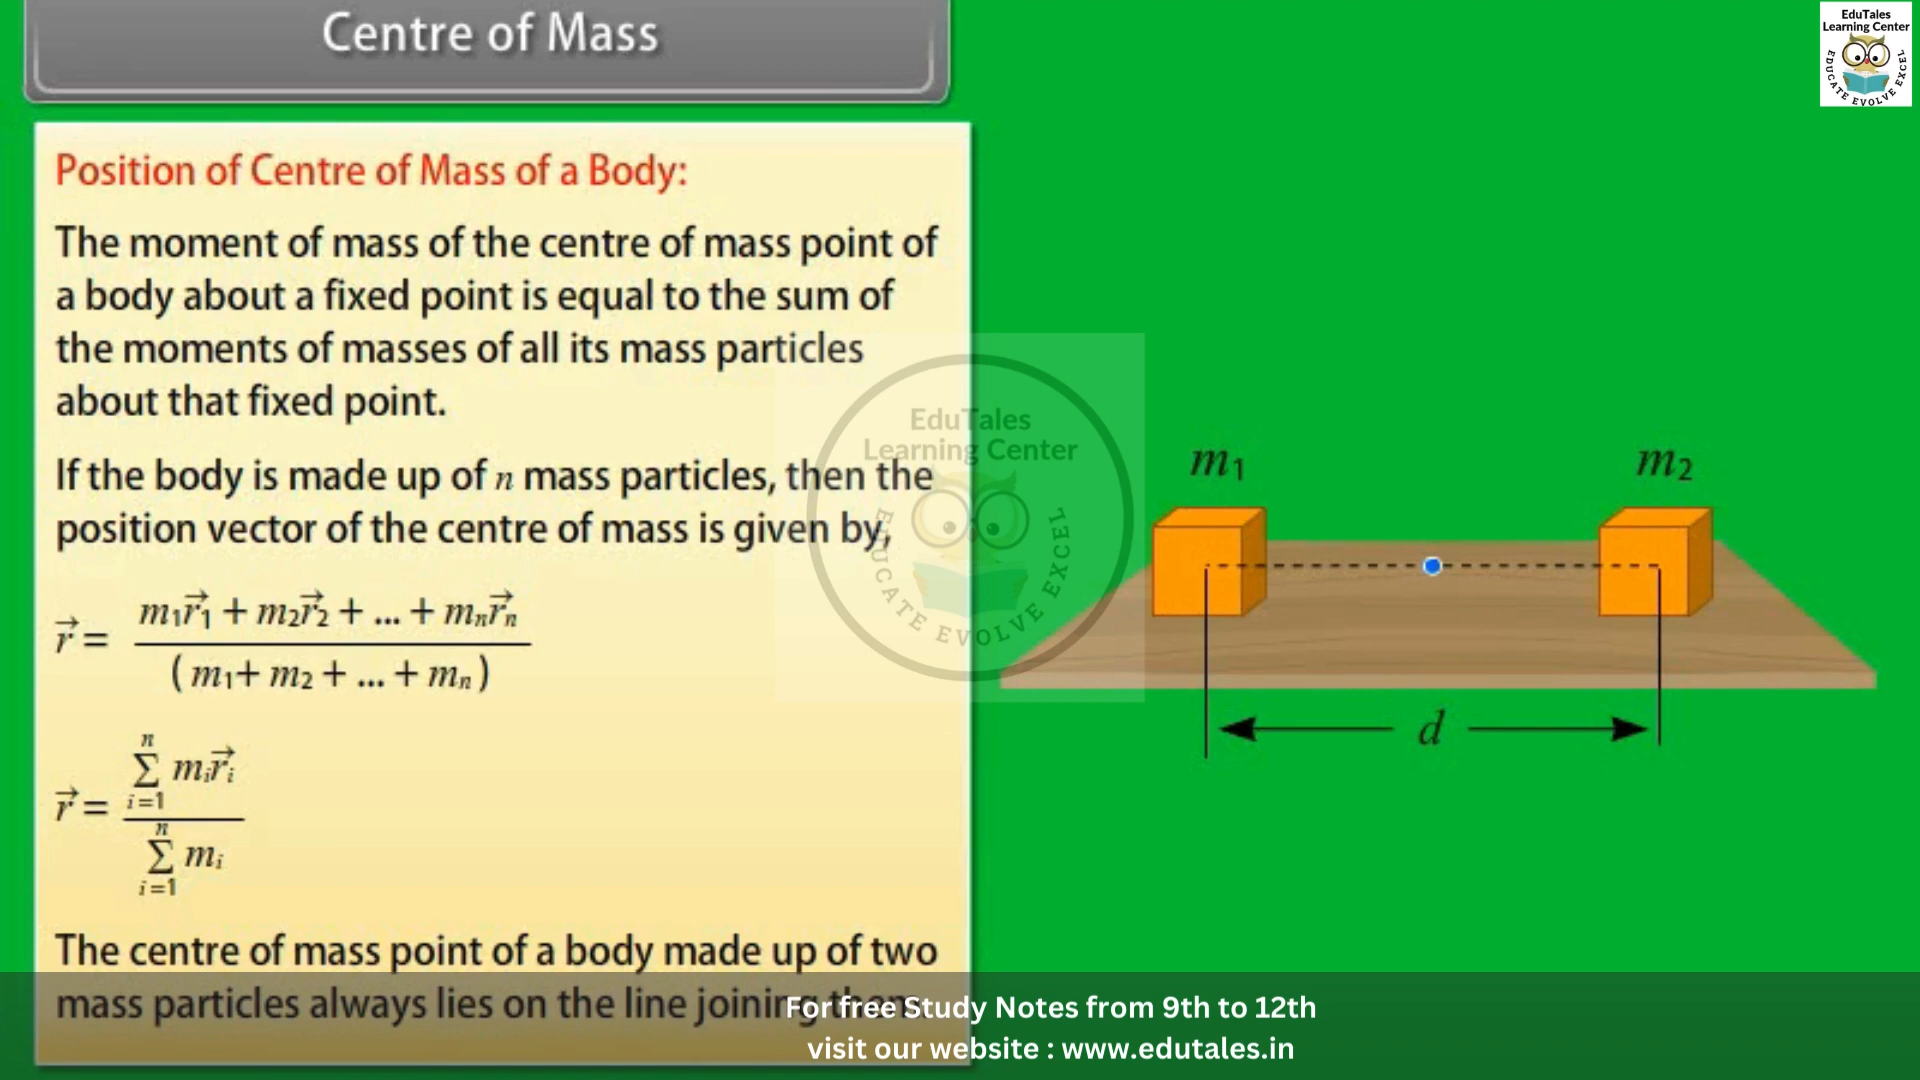 Centre of Mass
EduTales
Learning Center
EDUCATE EVOLVE EXCEL
Position of Centre of Mass of a Body:
The moment of mass of the centre of mass point of
a body about a fixed point is equal to the sum of
the moments of masses of all its mass particles
about that fixed point.
If the body is made up of n mass particles, then the
position vector of the centre of mass is given by,
r⃗ = (m₁r⃗₁ + m₂r⃗₂ + ... + mₙr⃗ₙ) / ( m₁+ m₂ + ... + mₙ )
r⃗ = (Σ i=1 n mᵢr⃗ᵢ) / (Σ i=1 n mᵢ)
The centre of mass point of a body made up of two
mass particles always lies on the line joining them.
EduTales
Learning Center
EDUCATE EVOLVE EXCEL
m₁
m₂
d
For free Study Notes from 9th to 12th
visit our website : www.edutales.in